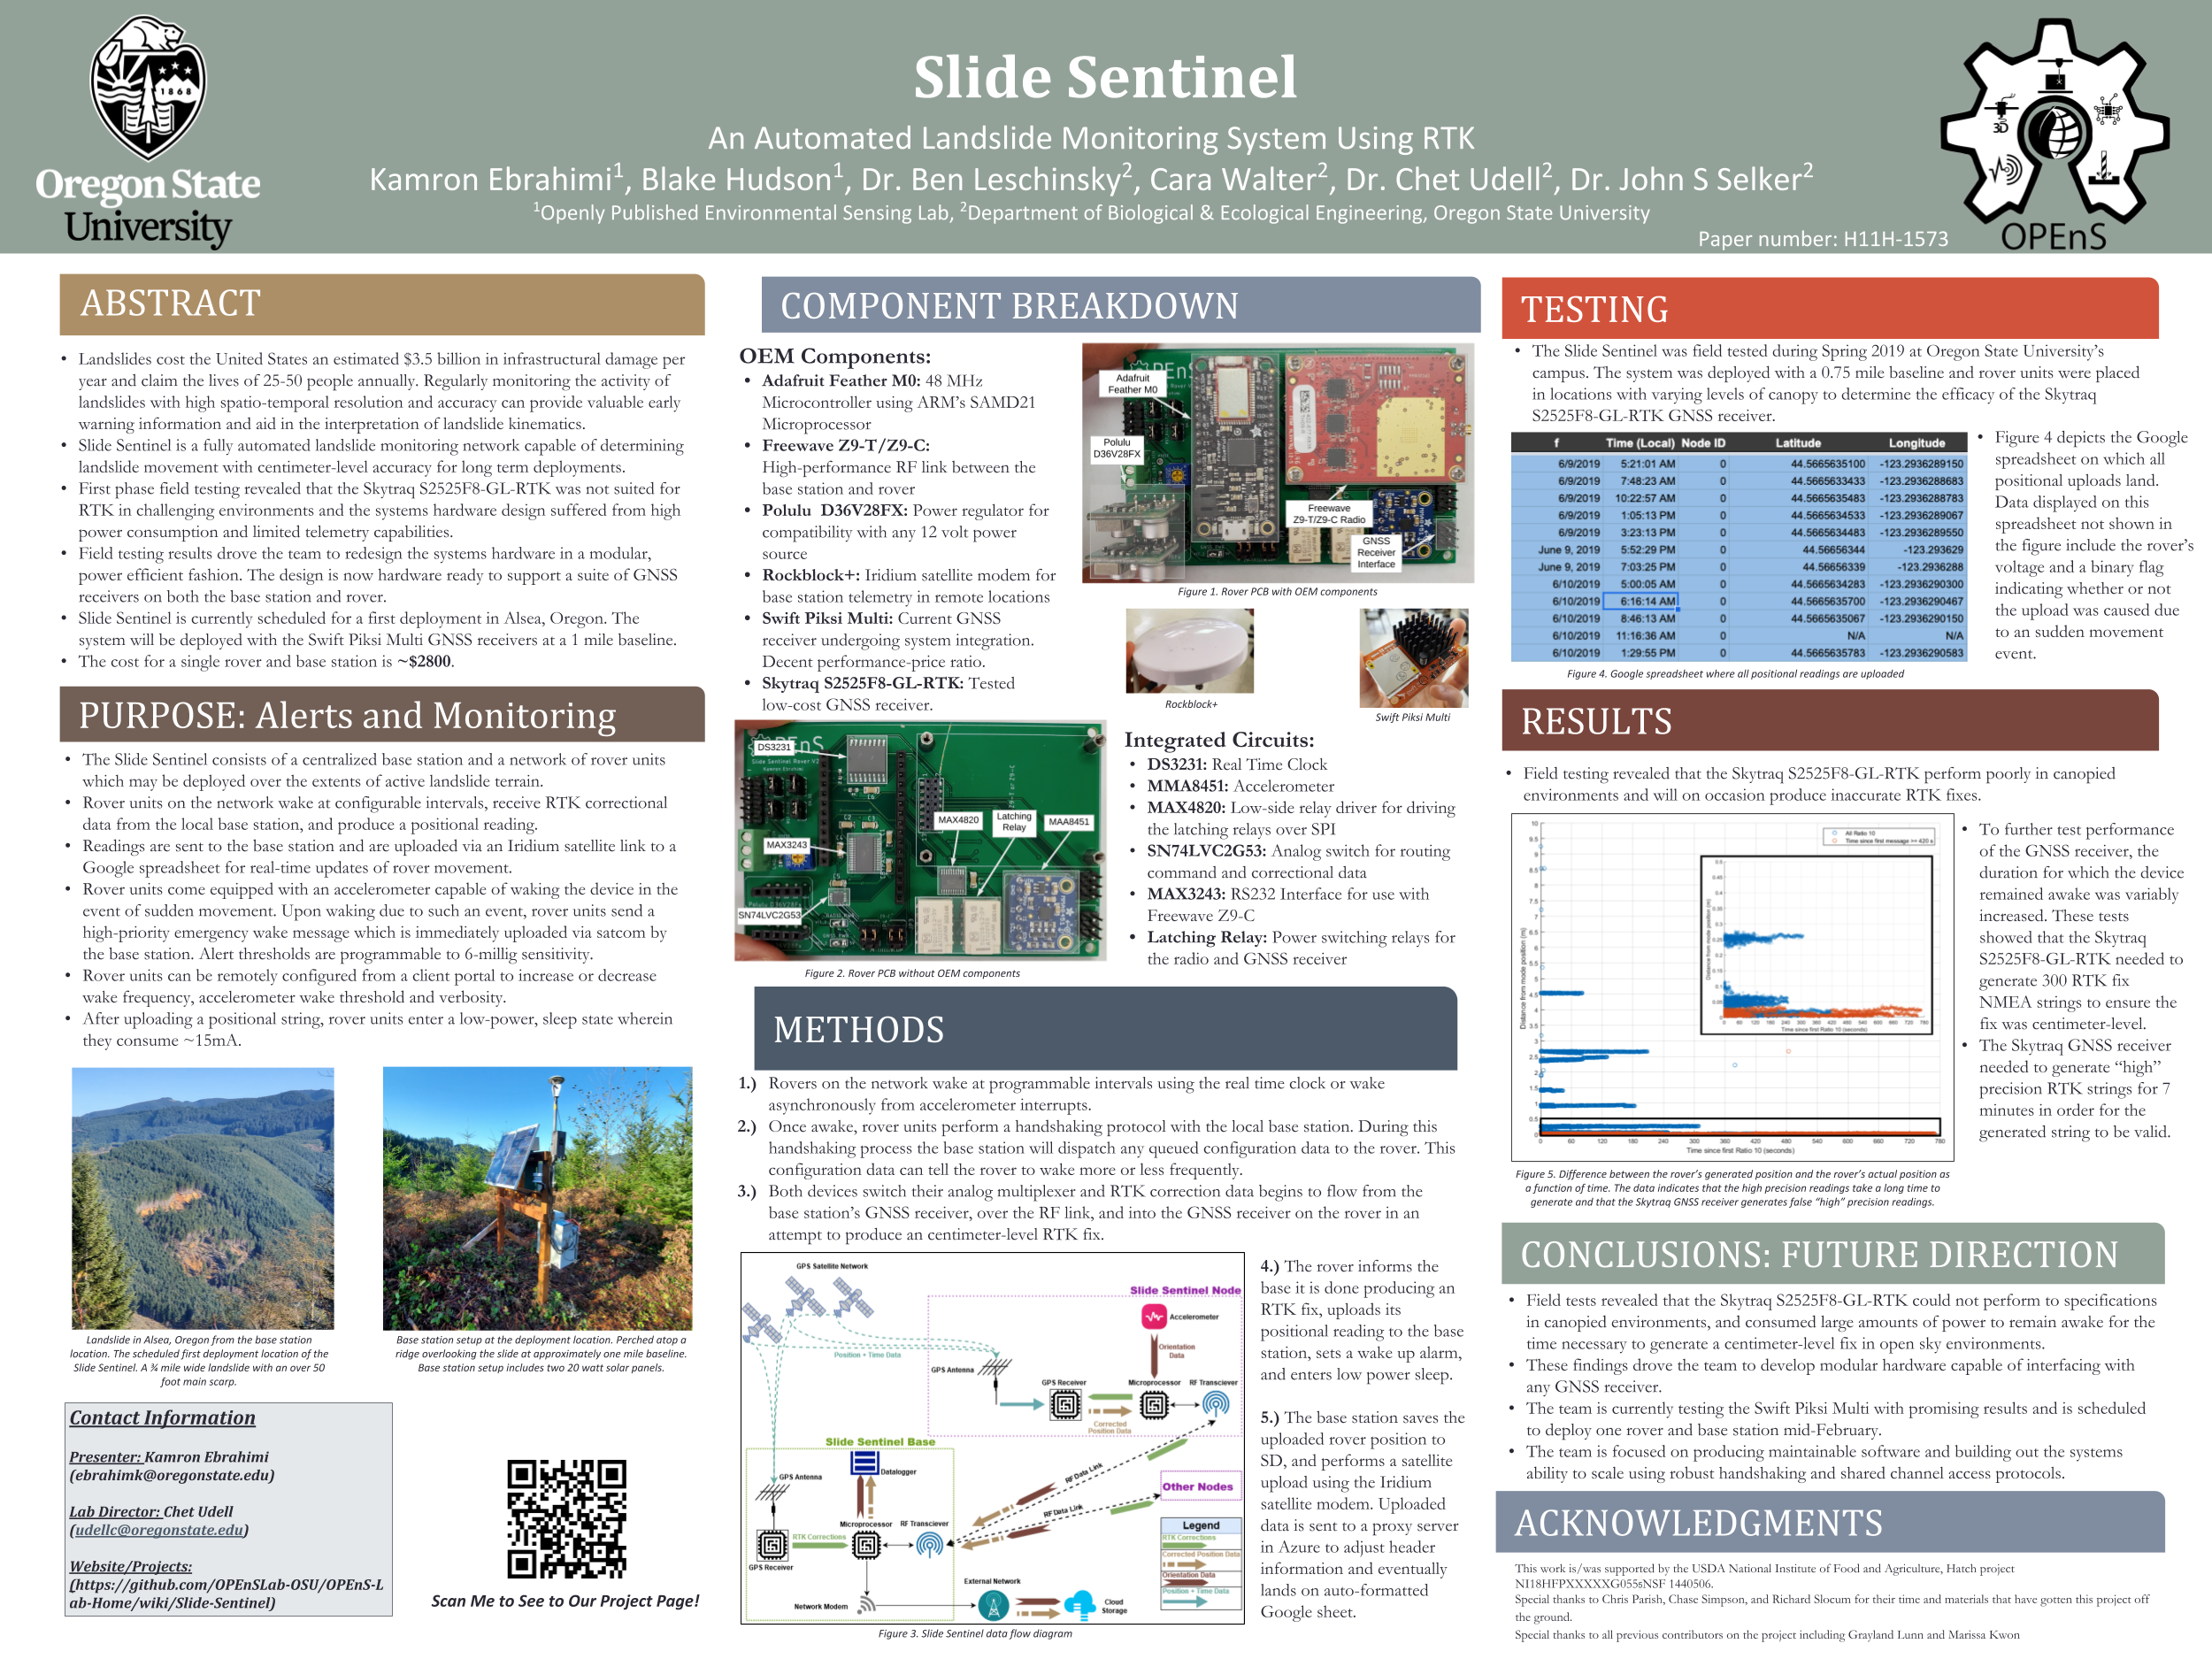 Oregon State
University
1868
Slide Sentinel
An Automated Landslide Monitoring System Using RTK
Kamron Ebrahimi1, Blake Hudson1, Dr. Ben Leschinsky2, Cara Walter2, Dr. Chet Udell2, Dr. John S Selker2
1Openly Published Environmental Sensing Lab, 2Department of Biological & Ecological Engineering, Oregon State University
Paper number: H11H-1573
3D
OPEnS
ABSTRACT
• Landslides cost the United States an estimated $3.5 billion in infrastructural damage per
year and claim the lives of 25-50 people annually. Regularly monitoring the activity of
landslides with high spatio-temporal resolution and accuracy can provide valuable early
warning information and aid in the interpretation of landslide kinematics.
• Slide Sentinel is a fully automated landslide monitoring network capable of determining
landslide movement with centimeter-level accuracy for long term deployments.
• First phase field testing revealed that the Skytraq S2525F8-GL-RTK was not suited for
RTK in challenging environments and the systems hardware design suffered from high
power consumption and limited telemetry capabilities.
• Field testing results drove the team to redesign the systems hardware in a modular,
power efficient fashion. The design is now hardware ready to support a suite of GNSS
receivers on both the base station and rover.
• Slide Sentinel is currently scheduled for a first deployment in Alsea, Oregon. The
system will be deployed with the Swift Piksi Multi GNSS receivers at a 1 mile baseline.
• The cost for a single rover and base station is ~$2800.
PURPOSE: Alerts and Monitoring
• The Slide Sentinel consists of a centralized base station and a network of rover units
which may be deployed over the extents of active landslide terrain.
• Rover units on the network wake at configurable intervals, receive RTK correctional
data from the local base station, and produce a positional reading.
• Readings are sent to the base station and are uploaded via an Iridium satellite link to a
Google spreadsheet for real-time updates of rover movement.
• Rover units come equipped with an accelerometer capable of waking the device in the
event of sudden movement. Upon waking due to such an event, rover units send a
high-priority emergency wake message which is immediately uploaded via satcom by
the base station. Alert thresholds are programmable to 6-millig sensitivity.
• Rover units can be remotely configured from a client portal to increase or decrease
wake frequency, accelerometer wake threshold and verbosity.
• After uploading a positional string, rover units enter a low-power, sleep state wherein
they consume ~15mA.
Landslide in Alsea, Oregon from the base station
location. The scheduled first deployment location of the
Slide Sentinel. A ¾ mile wide landslide with an over 50
foot main scarp.
Base station setup at the deployment location. Perched atop a
ridge overlooking the slide at approximately one mile baseline.
Base station setup includes two 20 watt solar panels.
Contact Information
Presenter: Kamron Ebrahimi
(ebrahimk@oregonstate.edu)
Lab Director: Chet Udell
(udellc@oregonstate.edu)
Website/Projects:
(https://github.com/OPEnSLab-OSU/OPEnS-L
ab-Home/wiki/Slide-Sentinel)
Scan Me to See to Our Project Page!
COMPONENT BREAKDOWN
OEM Components:
• Adafruit Feather M0: 48 MHz
Microcontroller using ARM's SAMD21
Microprocessor
• Freewave Z9-T/Z9-C:
High-performance RF link between the
base station and rover
• Polulu D36V28FX: Power regulator for
compatibility with any 12 volt power
source
• Rockblock+: Iridium satellite modem for
base station telemetry in remote locations
• Swift Piksi Multi: Current GNSS
receiver undergoing system integration.
Decent performance-price ratio.
• Skytraq S2525F8-GL-RTK: Tested
low-cost GNSS receiver.
Adafruit
Feather M0
Polulu
D36V28FX
Freewave
Z9-T/Z9-C Radio
GNSS
Receiver
Interface
Figure 1. Rover PCB with OEM components
Rockblock+
Swift Piksi Multi
DS3231
Slide Sentinel Rover V2
Kamron Ebrahimi
MAX3243
SN74LVC2G53
MAX4820
Latching
Relay
MAA8451
Figure 2. Rover PCB without OEM components
Integrated Circuits:
• DS3231: Real Time Clock
• MMA8451: Accelerometer
• MAX4820: Low-side relay driver for driving
the latching relays over SPI
• SN74LVC2G53: Analog switch for routing
command and correctional data
• MAX3243: RS232 Interface for use with
Freewave Z9-C
• Latching Relay: Power switching relays for
the radio and GNSS receiver
METHODS
1.) Rovers on the network wake at programmable intervals using the real time clock or wake
asynchronously from accelerometer interrupts.
2.) Once awake, rover units perform a handshaking protocol with the local base station. During this
handshaking process the base station will dispatch any queued configuration data to the rover. This
configuration data can tell the rover to wake more or less frequently.
3.) Both devices switch their analog multiplexer and RTK correction data begins to flow from the
base station's GNSS receiver, over the RF link, and into the GNSS receiver on the rover in an
attempt to produce an centimeter-level RTK fix.
GPS Satellite Network
Position + Time Data
Slide Sentinel Node
Accelerometer
Orientation
Data
GPS Antenna
GPS Receiver
Microprocessor
RF Transciever
Corrected
Position Data
Slide Sentinel Base
GPS Antenna
Datalogger
Microprocessor
RF Transciever
RTK Corrections
GPS Receiver
RF Data Link
RF Data Link
Other Nodes
External Network
Network Modem
Cloud
Storage
Legend
RTK Corrections
Corrected Position Data
Orientation Data
Position + Time Data
Figure 3. Slide Sentinel data flow diagram
4.) The rover informs the
base it is done producing an
RTK fix, uploads its
positional reading to the base
station, sets a wake up alarm,
and enters low power sleep.
5.) The base station saves the
uploaded rover position to
SD, and performs a satellite
upload using the Iridium
satellite modem. Uploaded
data is sent to a proxy server
in Azure to adjust header
information and eventually
lands on auto-formatted
Google sheet.
TESTING
• The Slide Sentinel was field tested during Spring 2019 at Oregon State University's
campus. The system was deployed with a 0.75 mile baseline and rover units were placed
in locations with varying levels of canopy to determine the efficacy of the Skytraq
S2525F8-GL-RTK GNSS receiver.
f Time (Local) Node ID Latitude Longitude
6/9/2019 5:21:01 AM 0 44.5665635100 -123.2936289150
6/9/2019 7:48:23 AM 0 44.5665633433 -123.2936288683
6/9/2019 10:22:57 AM 0 44.5665635483 -123.2936288783
6/9/2019 1:05:13 PM 0 44.5665634533 -123.2936289067
6/9/2019 3:23:13 PM 0 44.5665634483 -123.2936289550
June 9, 2019 5:52:29 PM 0 44.56656344 -123.293629
June 9, 2019 7:03:25 PM 0 44.56656339 -123.2936288
6/10/2019 5:00:05 AM 0 44.5665634283 -123.2936290300
6/10/2019 6:16:14 AM 0 44.5665635700 -123.2936290467
6/10/2019 8:46:13 AM 0 44.5665635067 -123.2936290150
6/10/2019 11:16:36 AM 0 N/A N/A
6/10/2019 1:29:55 PM 0 44.5665635783 -123.2936290583
Figure 4. Google spreadsheet where all positional readings are uploaded
• Figure 4 depicts the Google
spreadsheet on which all
positional uploads land.
Data displayed on this
spreadsheet not shown in
the figure include the rover's
voltage and a binary flag
indicating whether or not
the upload was caused due
to an sudden movement
event.
RESULTS
• Field testing revealed that the Skytraq S2525F8-GL-RTK perform poorly in canopied
environments and will on occasion produce inaccurate RTK fixes.
All Ratio 10
Time since first message >= 420 s
Distance from mode position (m)
10
9.5
9
8.5
8
7.5
7
6.5
6
5.5
5
4.5
4
3.5
3
2.5
2
1.5
1
0.5
0
0 60 120 180 240 300 360 420 480 540 600 660 720 780
Time since first Ratio 10 (seconds)
Time since first Ratio 10 (seconds)
Figure 5. Difference between the rover's generated position and the rover's actual position as
a function of time. The data indicates that the high precision readings take a long time to
generate and that the Skytraq GNSS receiver generates false "high" precision readings.
• To further test performance
of the GNSS receiver, the
duration for which the device
remained awake was variably
increased. These tests
showed that the Skytraq
S2525F8-GL-RTK needed to
generate 300 RTK fix
NMEA strings to ensure the
fix was centimeter-level.
• The Skytraq GNSS receiver
needed to generate "high"
precision RTK strings for 7
minutes in order for the
generated string to be valid.
CONCLUSIONS: FUTURE DIRECTION
• Field tests revealed that the Skytraq S2525F8-GL-RTK could not perform to specifications
in canopied environments, and consumed large amounts of power to remain awake for the
time necessary to generate a centimeter-level fix in open sky environments.
• These findings drove the team to develop modular hardware capable of interfacing with
any GNSS receiver.
• The team is currently testing the Swift Piksi Multi with promising results and is scheduled
to deploy one rover and base station mid-February.
• The team is focused on producing maintainable software and building out the systems
ability to scale using robust handshaking and shared channel access protocols.
ACKNOWLEDGMENTS
This work is/was supported by the USDA National Institute of Food and Agriculture, Hatch project
NI18HFPXXXXXG055sNSF 1440506.
Special thanks to Chris Parish, Chase Simpson, and Richard Slocum for their time and materials that have gotten this project off
the ground.
Special thanks to all previous contributors on the project including Grayland Lunn and Marissa Kwon